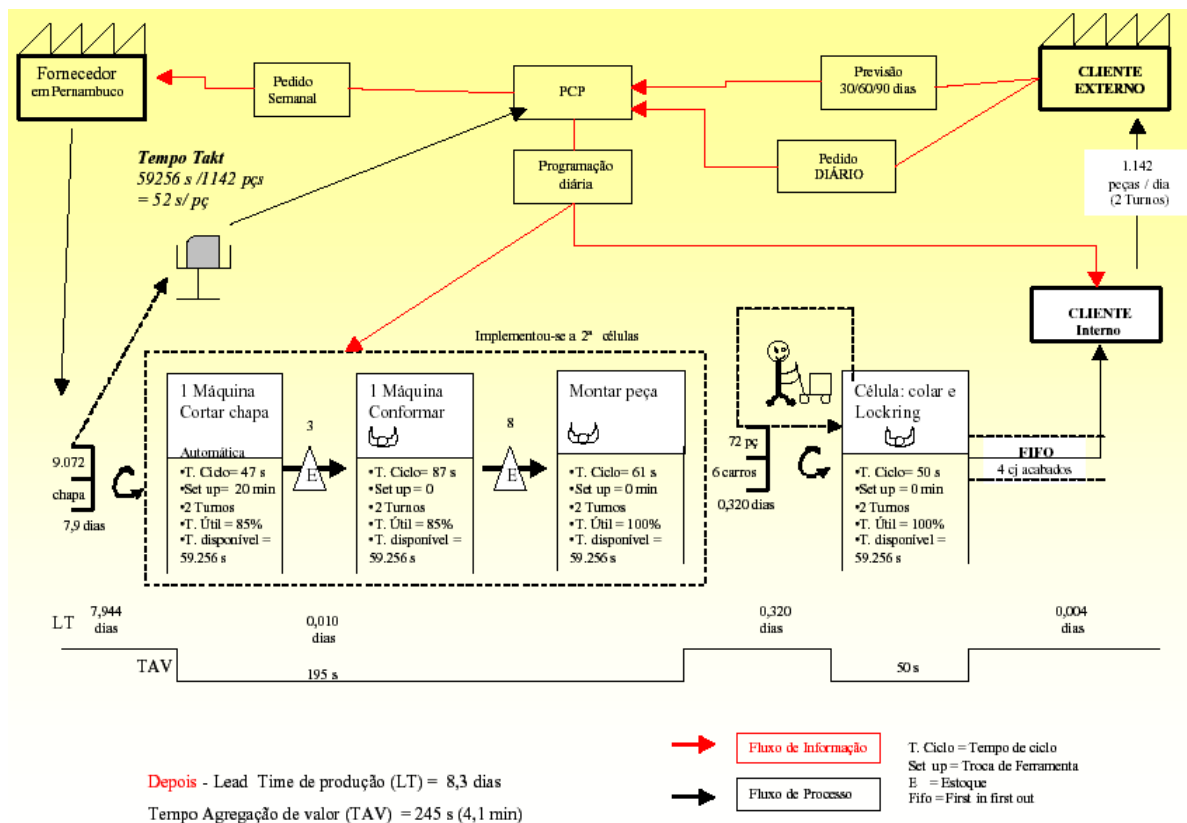 Fornecedor
em Pernambuco
Pedido
Semanal
PCP
Previsão
30/60/90 dias
CLIENTE
EXTERNO
Tempo Takt
59256 s /1142 pçs
= 52 s/ pç
Programação
diária
Pedido
DIÁRIO
1.142
peças / dia
(2 Turnos)
CLIENTE
Interno
Implementou-se a 2ª células
1 Máquina
Cortar chapa
Automática
•T. Ciclo= 47 s
•Set up= 20 min
•2 Turnos
•T. Útil = 85%
•T. disponível =
59.256 s
3
E
1 Máquina
Conformar
•T. Ciclo= 87 s
•Set up = 0
•2 Turnos
•T. Útil = 85%
•T. disponível =
59.256 s
8
E
Montar peça
•T. Ciclo= 61 s
•Set up = 0 min
•2 Turnos
•T. Útil = 100%
•T. disponível =
59.256 s
9.072
chapa
7,9 dias
72 pç
6 carros
0,320 dias
Célula: colar e
Lockring
•T. Ciclo= 50 s
•Set up = 0 min
•2 Turnos
•T. Útil = 100%
•T. disponível =
59.256 s
FIFO
4 cj acabados
LT
7,944
dias
0,010
dias
0,320
dias
0,004
dias
TAV
195 s
50 s
Fluxo de Informação
Fluxo de Processo
T. Ciclo = Tempo de ciclo
Set up = Troca de Ferramenta
E = Estoque
Fifo = First in first out
Depois - Lead Time de produção (LT) = 8,3 dias
Tempo Agregação de valor (TAV) = 245 s (4,1 min)